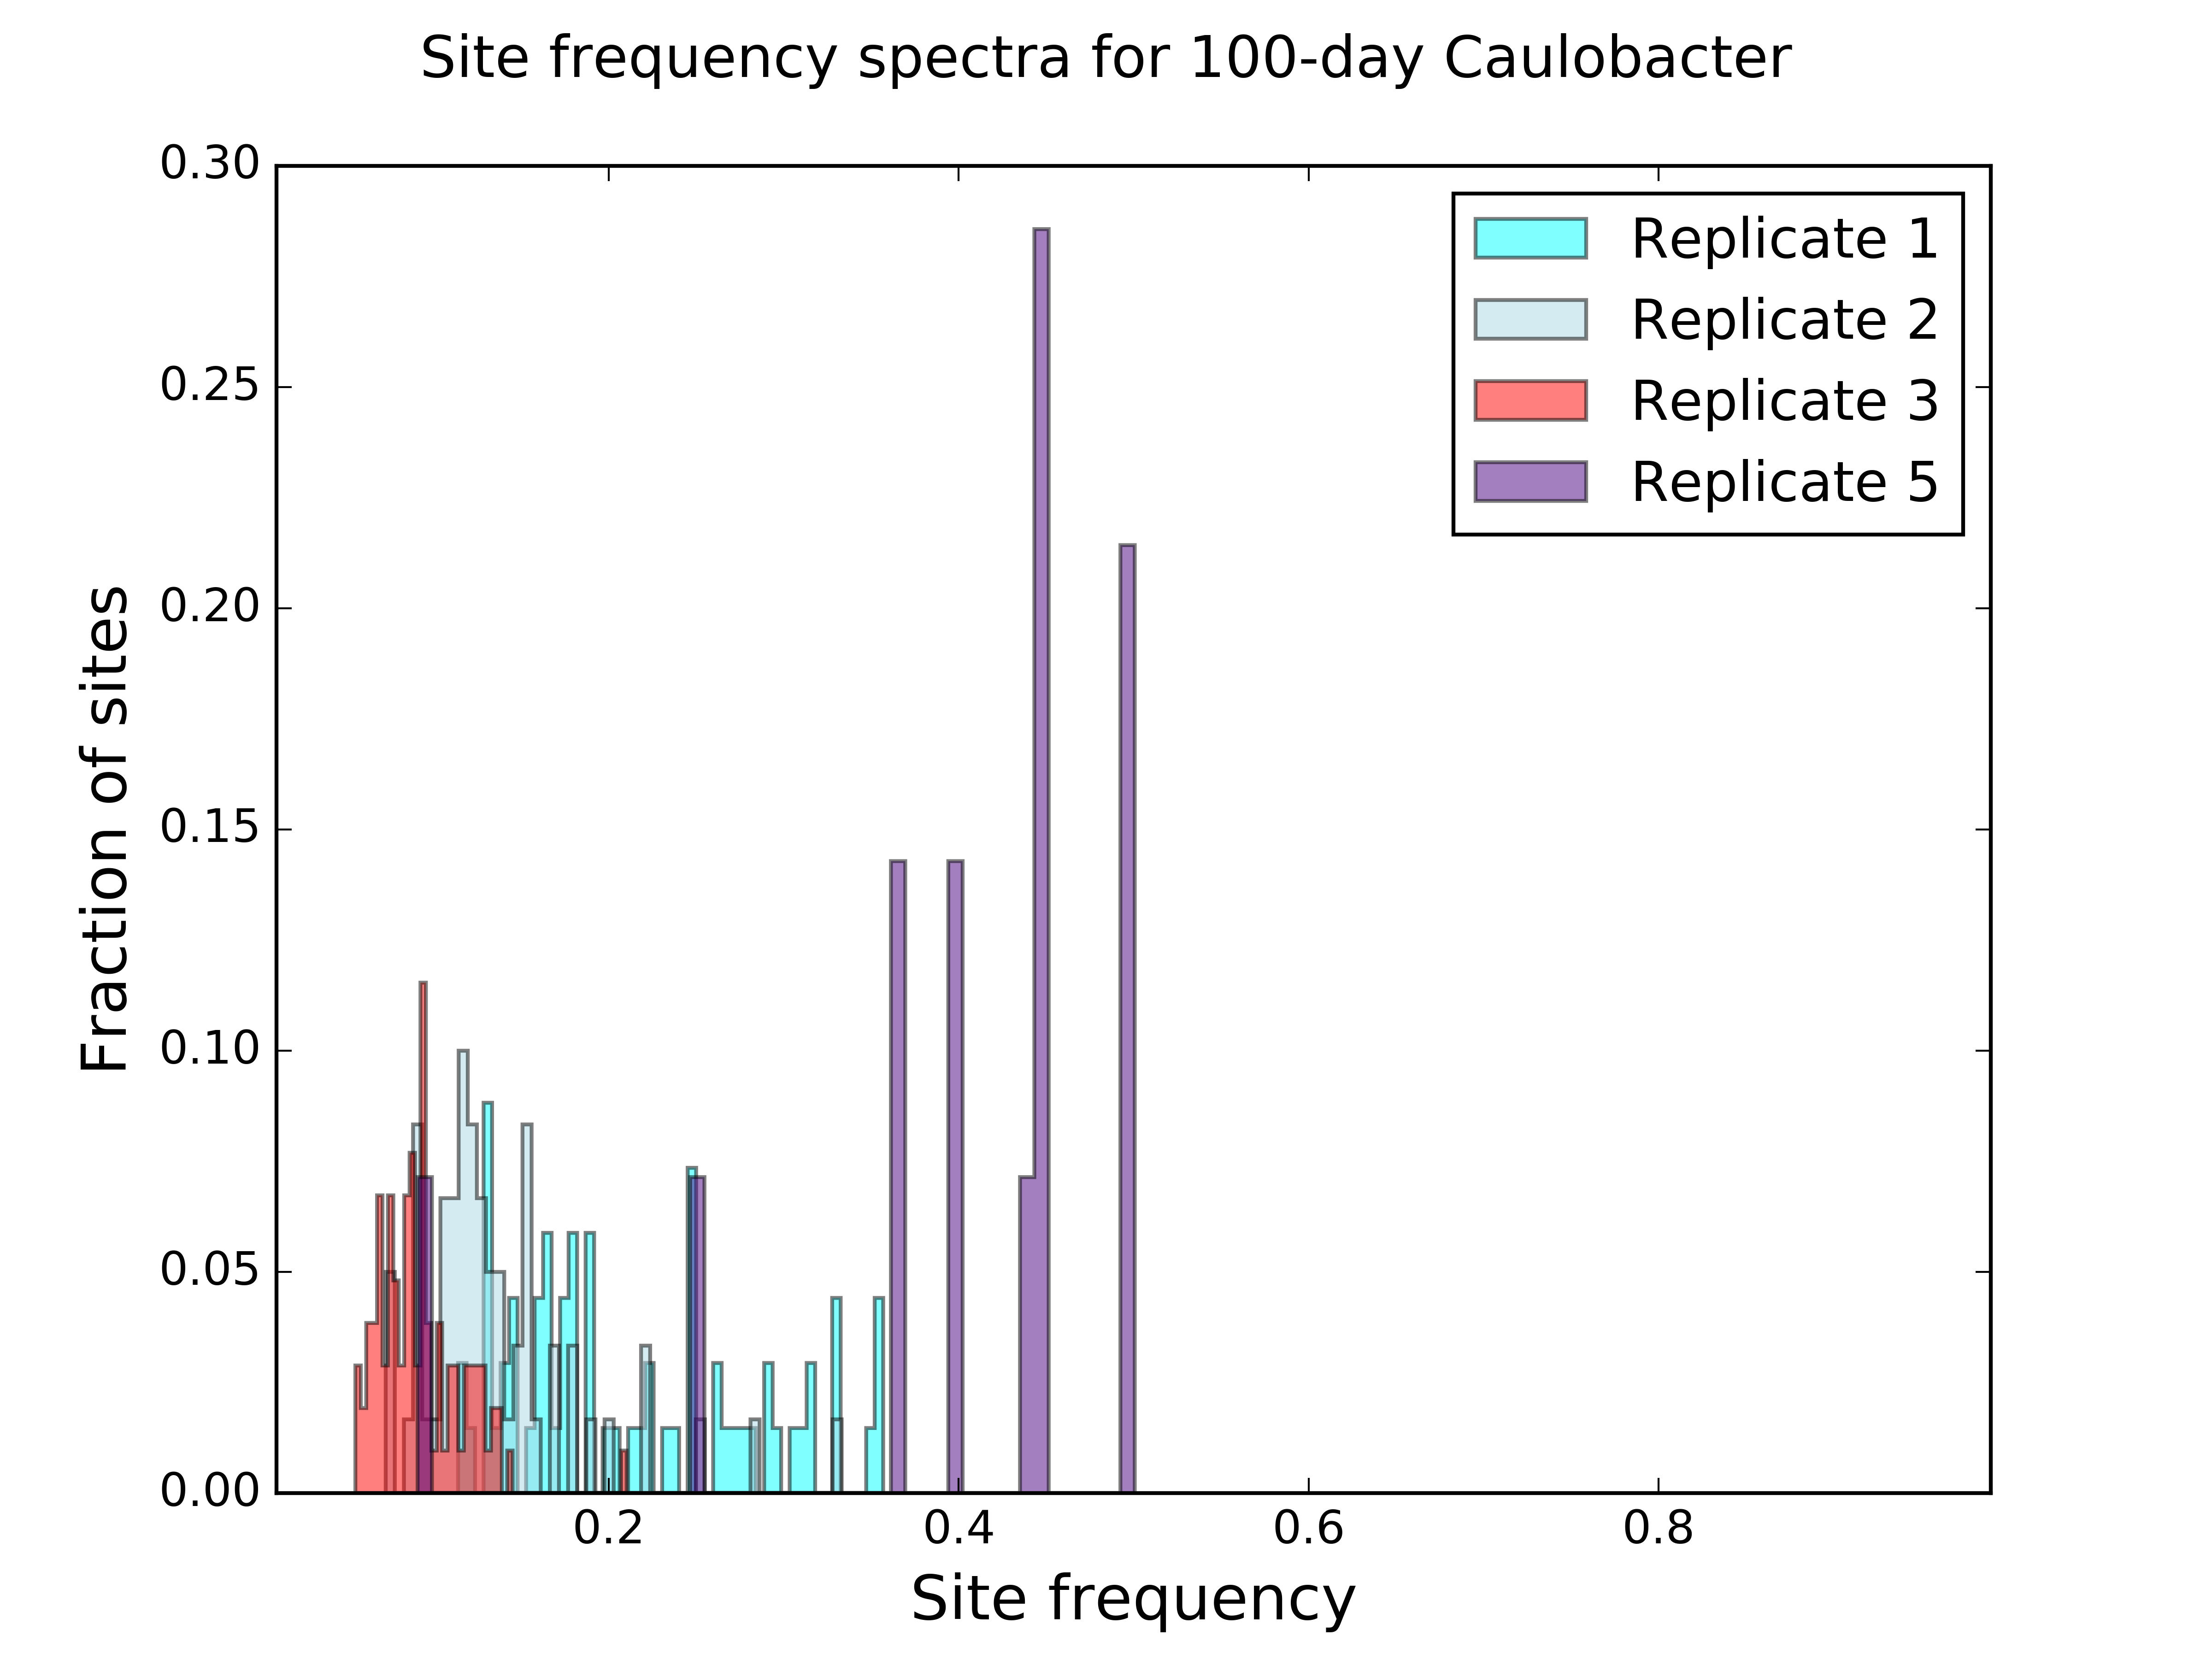 Site frequency spectra for 100-day Caulobacter
0.30
0.25
0.20
0.15
0.10
0.05
0.00
Fraction of sites
Replicate 1
Replicate 2
Replicate 3
Replicate 5
0.2
0.4
0.6
0.8
Site frequency